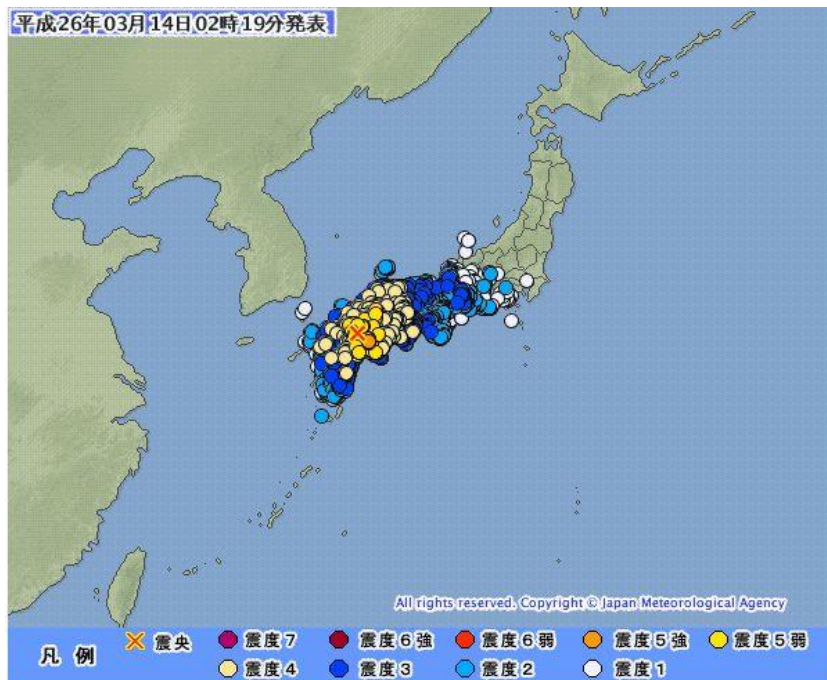 平成26年03月14日02時19分発表
All rights reserved. Copyright © Japan Meteorological Agency
凡 例 震央 震度7 震度6強 震度6弱 震度5強 震度5弱
震度4 震度3 震度2 震度1